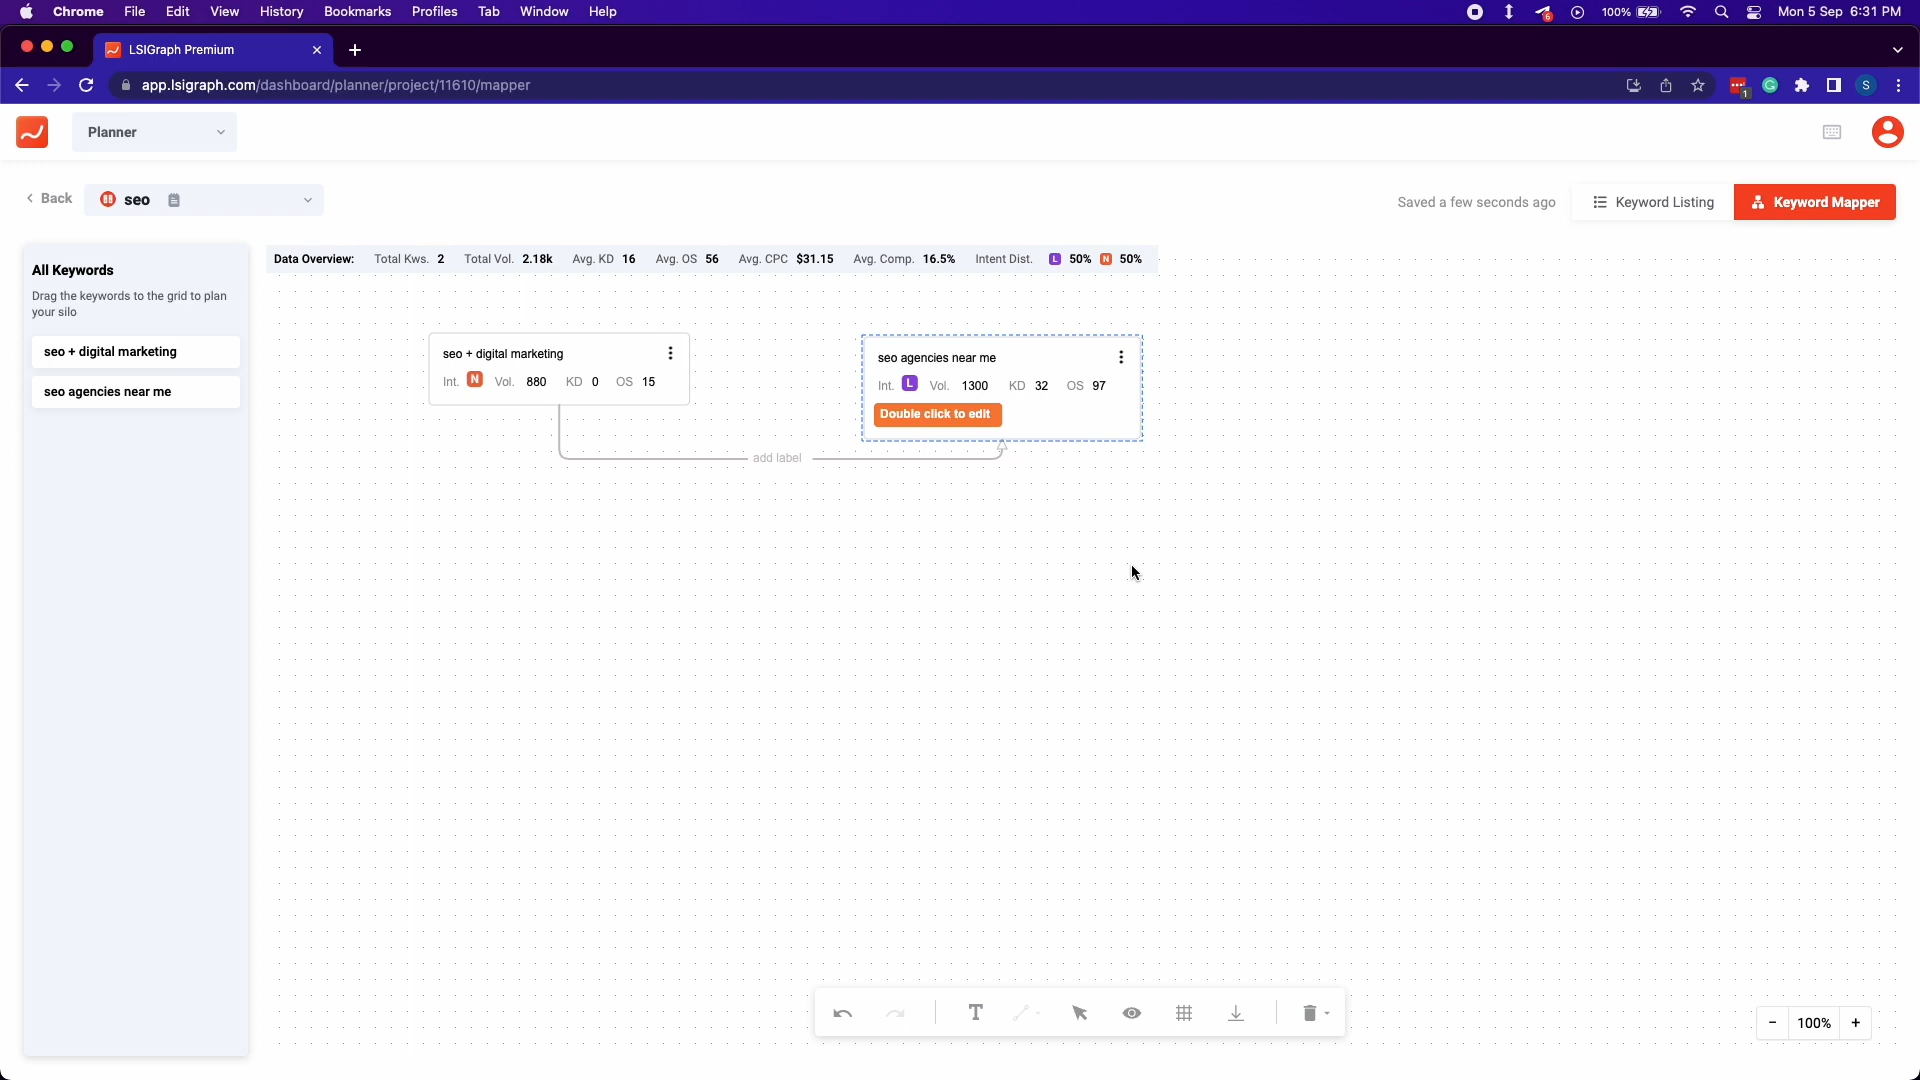 Chrome File Edit View History Bookmarks Profiles Tab Window Help 6 100% Mon 5 Sep 6:31 PM
LSIGraph Premium
app.lsigraph.com/dashboard/planner/project/11610/mapper 1 S
Planner
Back seo Saved a few seconds ago Keyword Listing Keyword Mapper
Data Overview: Total Kws. 2 Total Vol. 2.18k Avg. KD 16 Avg. OS 56 Avg. CPC $31.15 Avg. Comp. 16.5% Intent Dist. L 50% N 50%
All Keywords
Drag the keywords to the grid to plan
your silo
seo + digital marketing
seo agencies near me
seo + digital marketing
Int. N Vol. 880 KD 0 OS 15
seo agencies near me
Int. L Vol. 1300 KD 32 OS 97
Double click to edit
add label
T
− 100% +